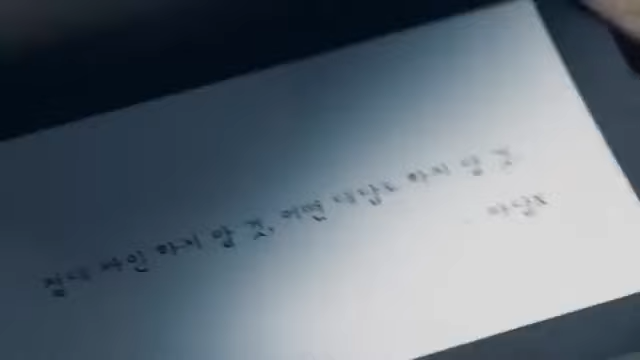 절대 사인 하지 말 것, 어떤 대답도 하지 말 것